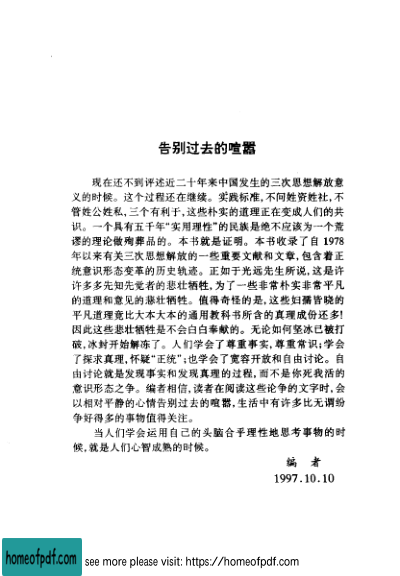 告别过去的喧嚣
现在还不到评述近二十年来中国发生的三次思想解放意
义的时候。这个过程还在继续。实践标准,不问姓资姓社,不
管姓公姓私,三个有利于,这些朴实的道理正在变成人们的共
识。一个具有五千年“实用理性”的民族是绝不应该为一个荒
谬的理论做殉葬品的。本书就是证明。本书收录了自 1978
年以来有关三次思想解放的一些重要文献和文章,包含着正
统意识形态变革的历史轨迹。正如于光远先生所说,这是许
许多多先知先觉者的悲壮牺牲,为了一些非常朴实非常平凡
的道理和意见的悲壮牺牲。值得奇怪的是,这些妇孺皆晓的
平凡道理竟比大本大本的通用教科书所含的真理成份还多!
因此这些悲壮牺牲是不会白白奉献的。无论如何坚冰已被打
破,冰封开始解冻了。人们学会了尊重事实,尊重常识;学会
了探求真理,怀疑“正统”;也学会了宽容开放和自由讨论。自
由讨论就是发现事实和发现真理的过程,而不是你死我活的
意识形态之争。编者相信,读者在阅读这些论争的文字时,会
以相对平静的心情告别过去的喧嚣,生活中有许多比无谓纷
争好得多的事物值得关注。
当人们学会运用自己的头脑合乎理性地思考事物的时
候,就是人们心智成熟的时候。
编 者
1997.10.10
homeofpdf.com
see more please visit: https://homeofpdf.com